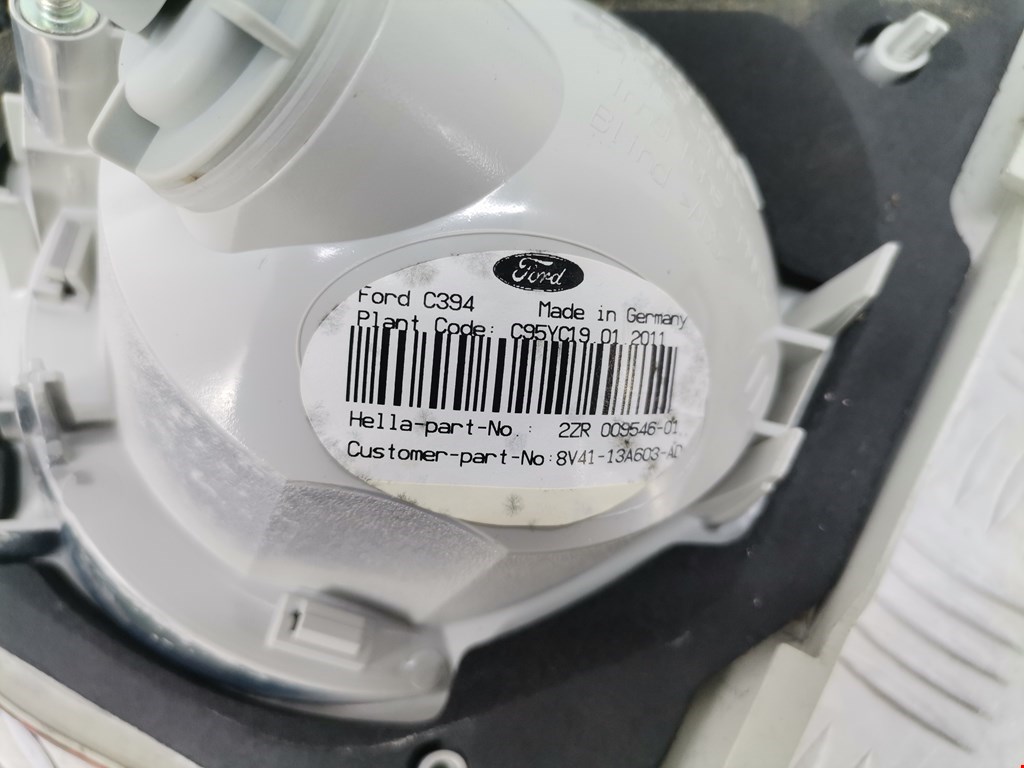 Ford
Ford C394
Made in Germany
Plant Code: C95YC19.01.2011
Hella-part-No.: 2ZR 009546-01
Customer-part-No:8V41-13A603-AD
1